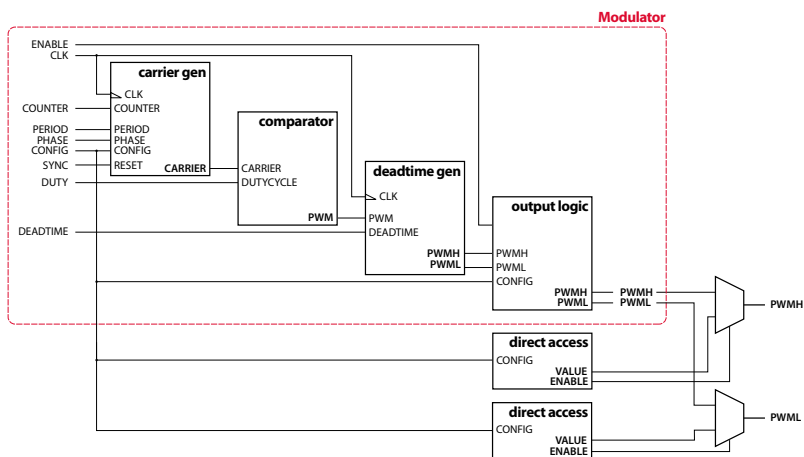 Modulator
ENABLE
CLK
carrier gen
CLK
COUNTER COUNTER
PERIOD PERIOD
PHASE PHASE
CONFIG CONFIG
SYNC RESET CARRIER
comparator
CARRIER
DUTY DUTYCYCLE
PWM
deadtime gen
CLK
PWM
DEADTIME DEADTIME
PWMH
PWML
output logic
PWMH
PWML
CONFIG
PWMH PWMH
PWML PWML
PWMH
direct access
CONFIG
VALUE
ENABLE
direct access
CONFIG
VALUE
ENABLE
PWML